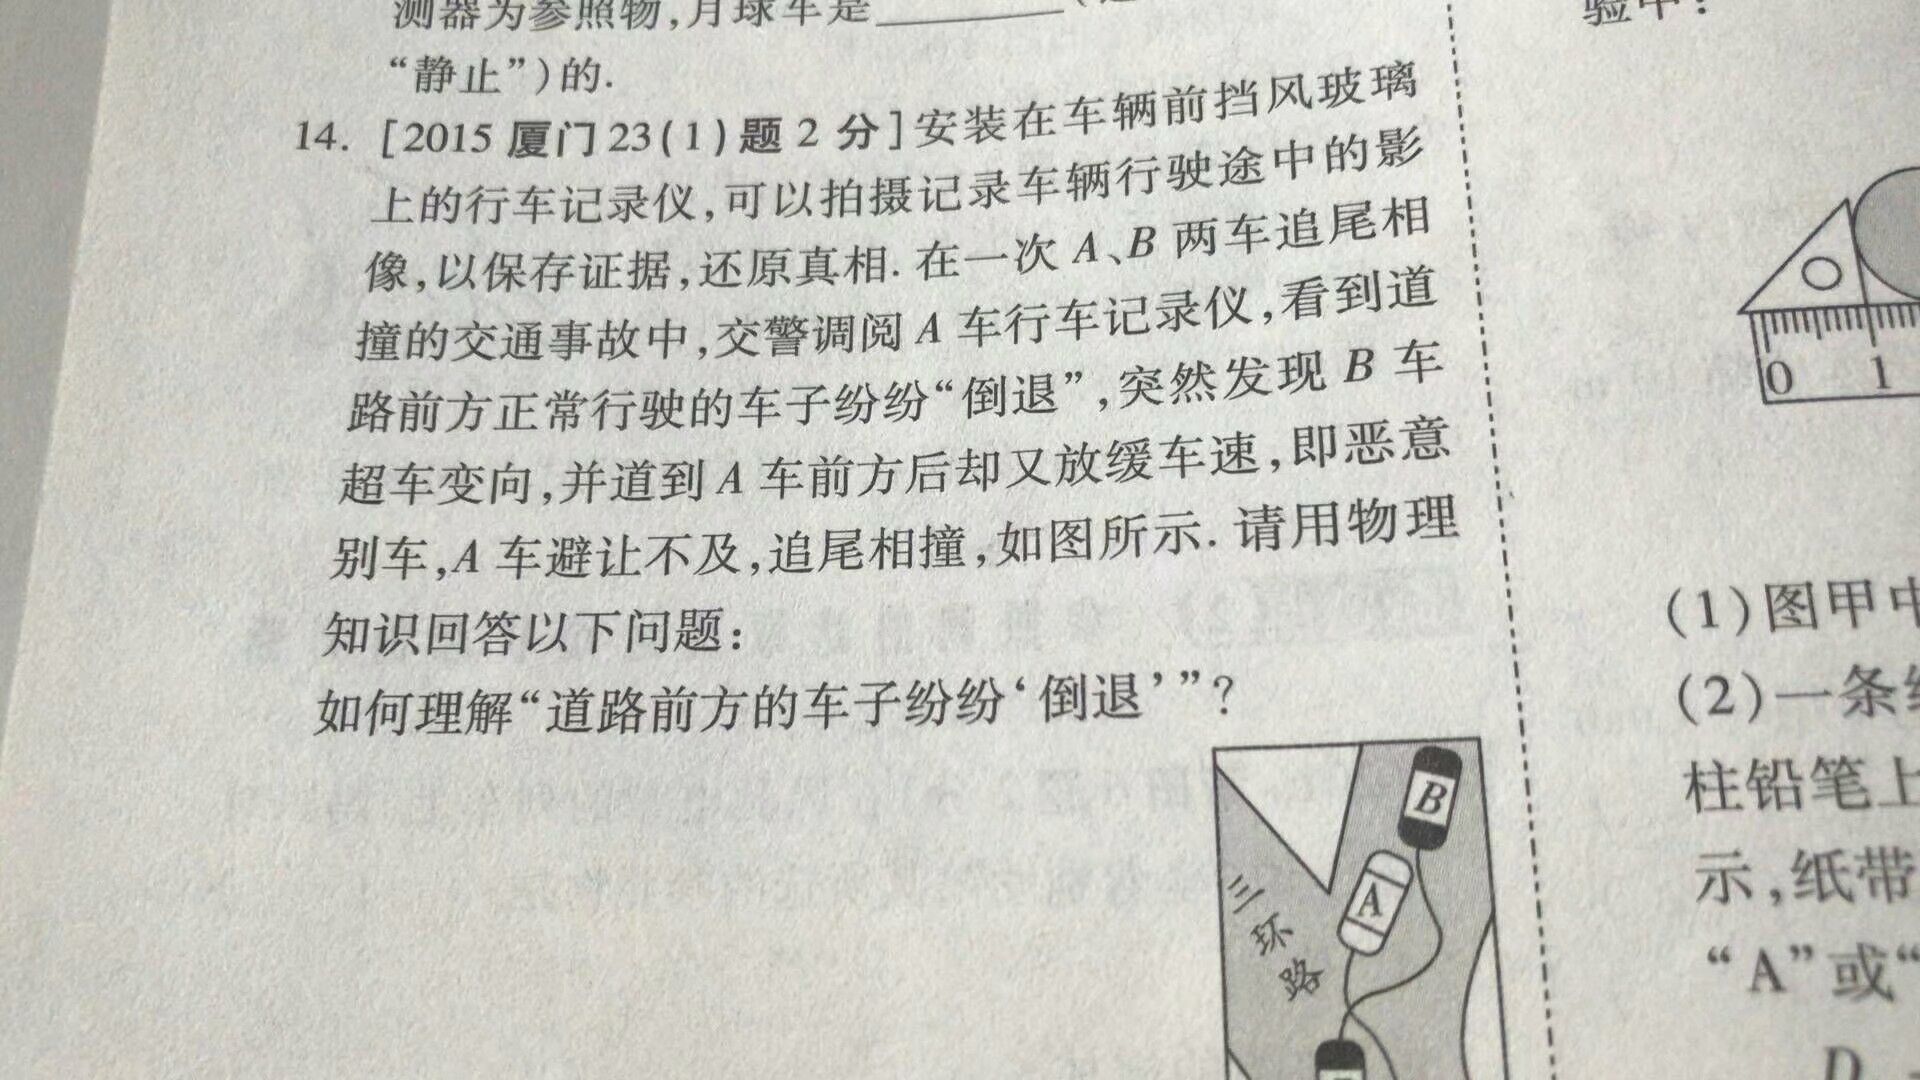 测器为参照物,月球车是
“静止”)的.
14. [2015 厦门 23(1)题 2 分]安装在车辆前挡风玻璃
上的行车记录仪,可以拍摄记录车辆行驶途中的影
像,以保存证据,还原真相. 在一次 A、B 两车追尾相
撞的交通事故中,交警调阅 A 车行车记录仪,看到道
路前方正常行驶的车子纷纷“倒退”,突然发现 B 车
超车变向,并道到 A 车前方后却又放缓车速,即恶意
别车,A 车避让不及,追尾相撞,如图所示. 请用物理
知识回答以下问题:
如何理解“道路前方的车子纷纷‘倒退’”?
B
A
三环路
验中:
0 1
(1)图甲中
(2)一条
柱铅笔上
示,纸带
“A”或“
D